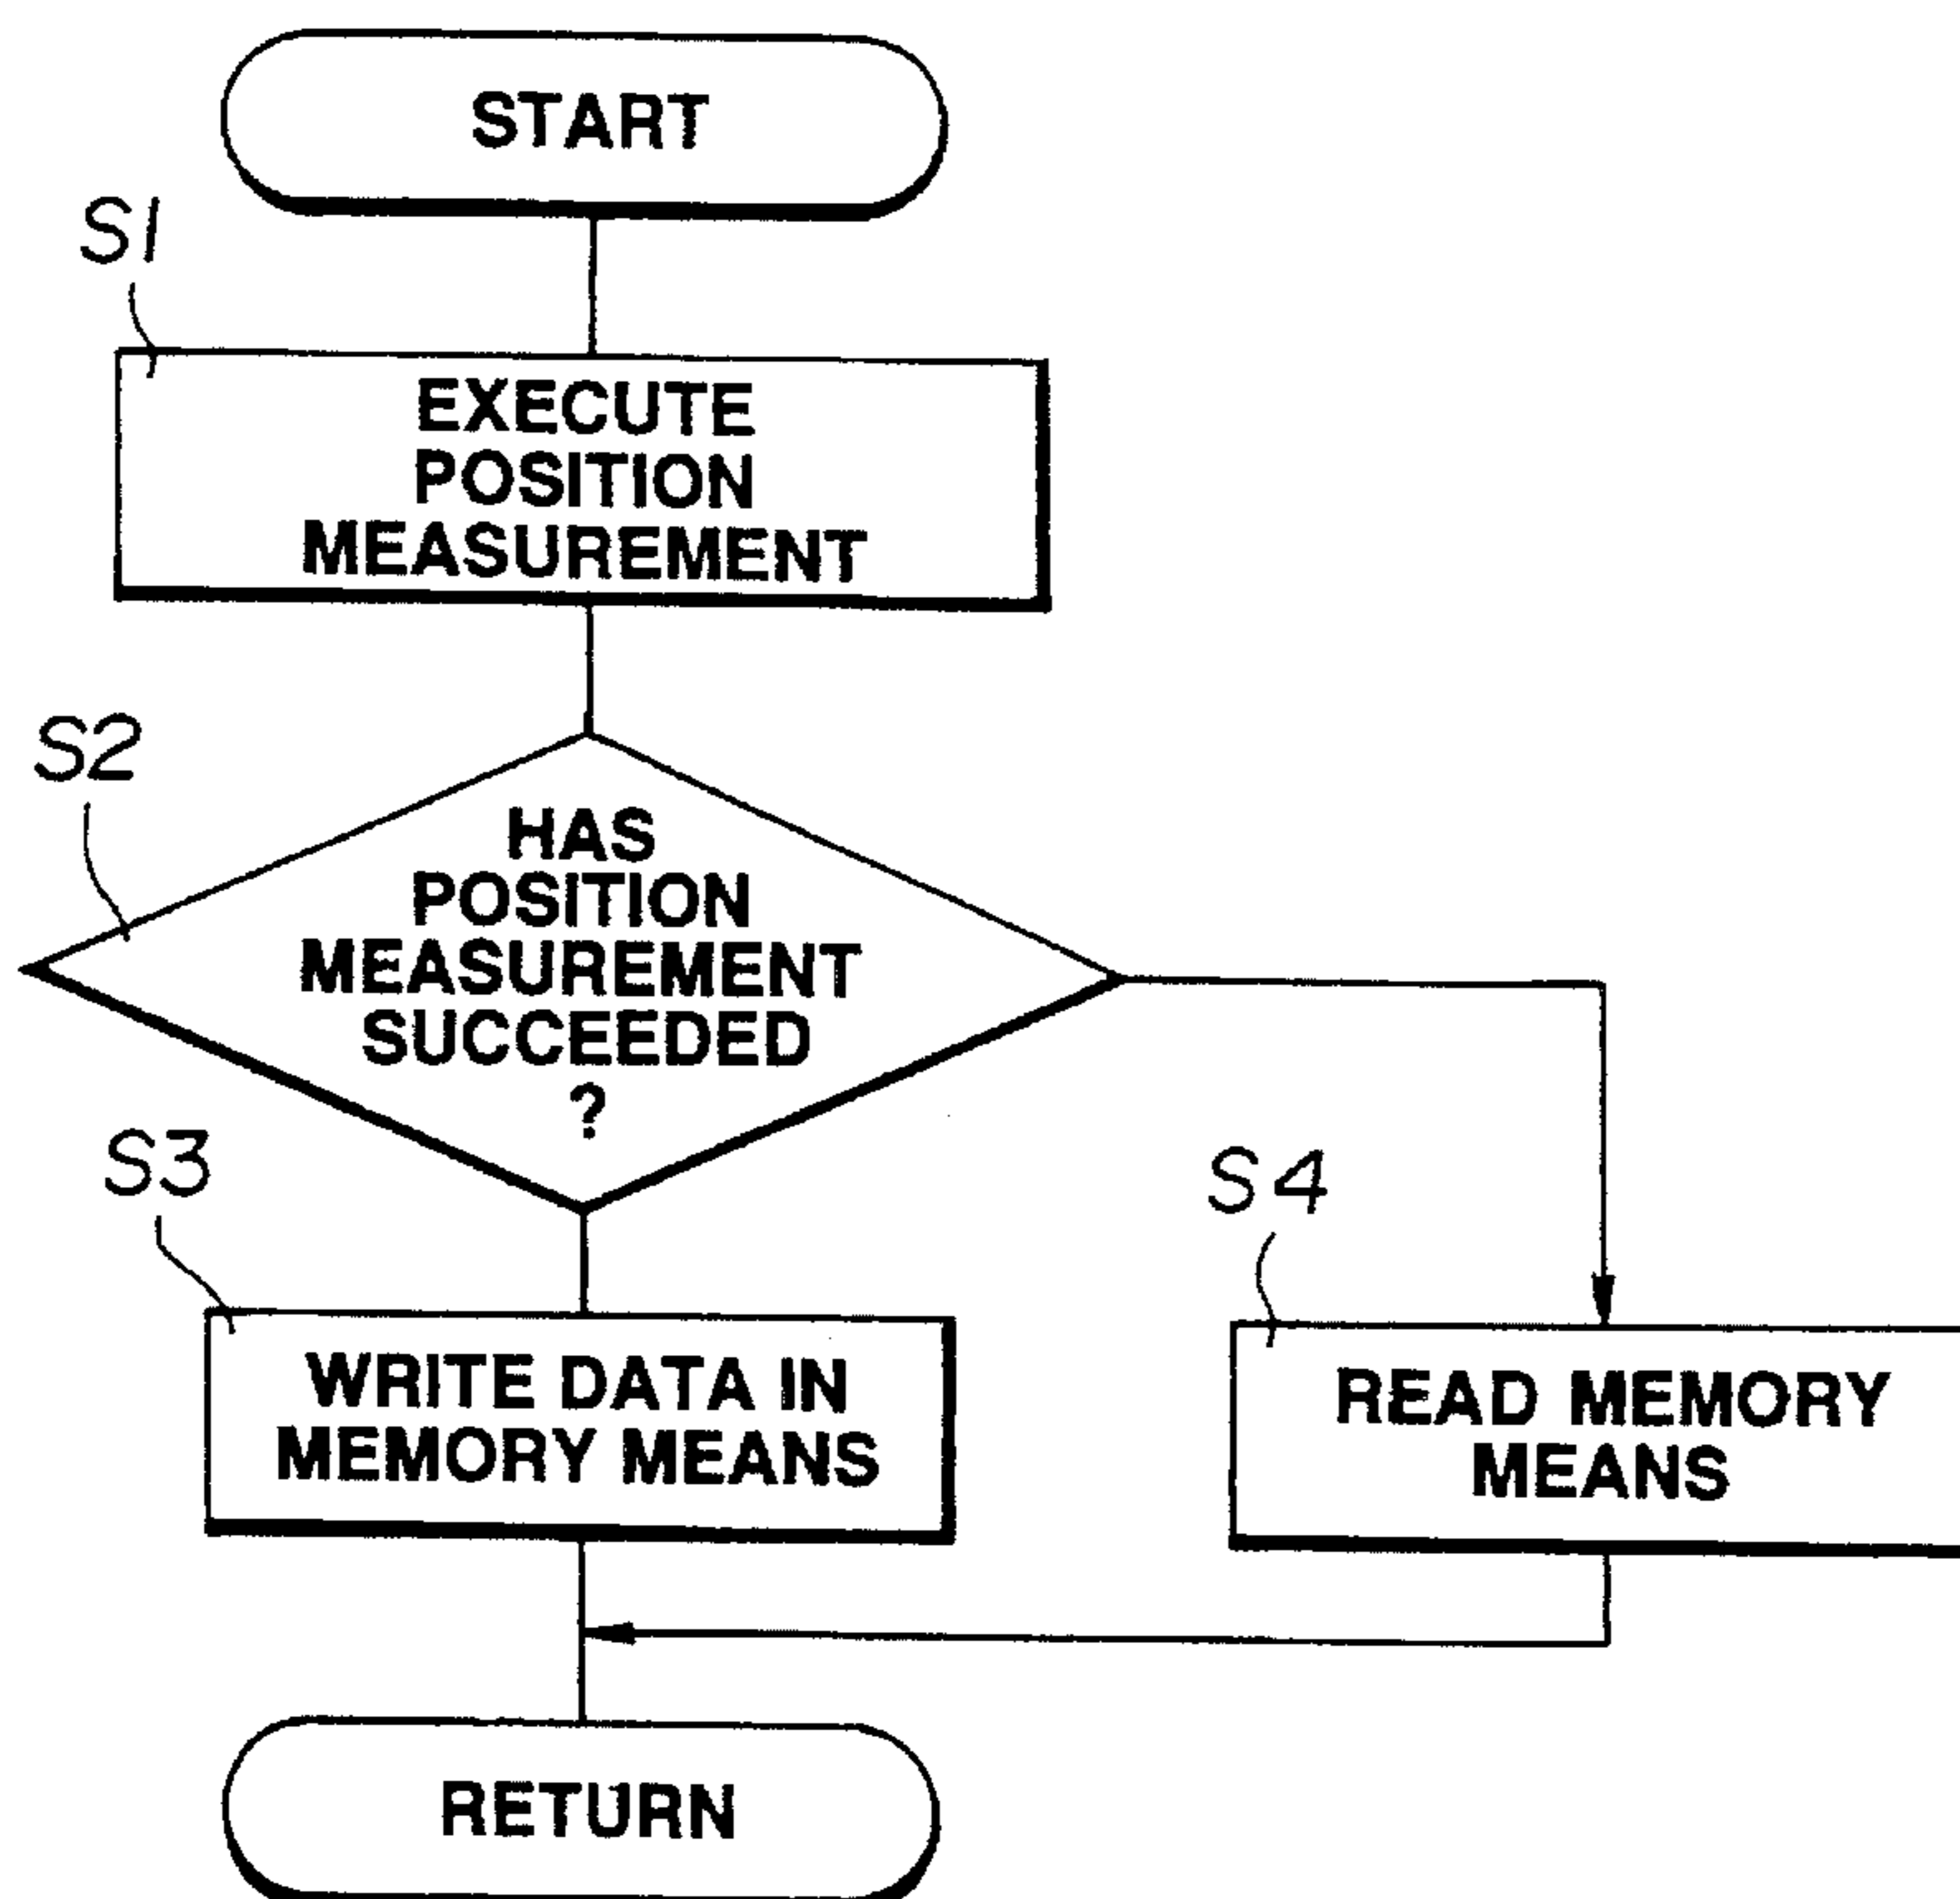 START
S1
EXECUTE
POSITION
MEASUREMENT
S2
HAS
POSITION
MEASUREMENT
SUCCEEDED
?
S3
WRITE DATA IN
MEMORY MEANS
S4
READ MEMORY
MEANS
RETURN